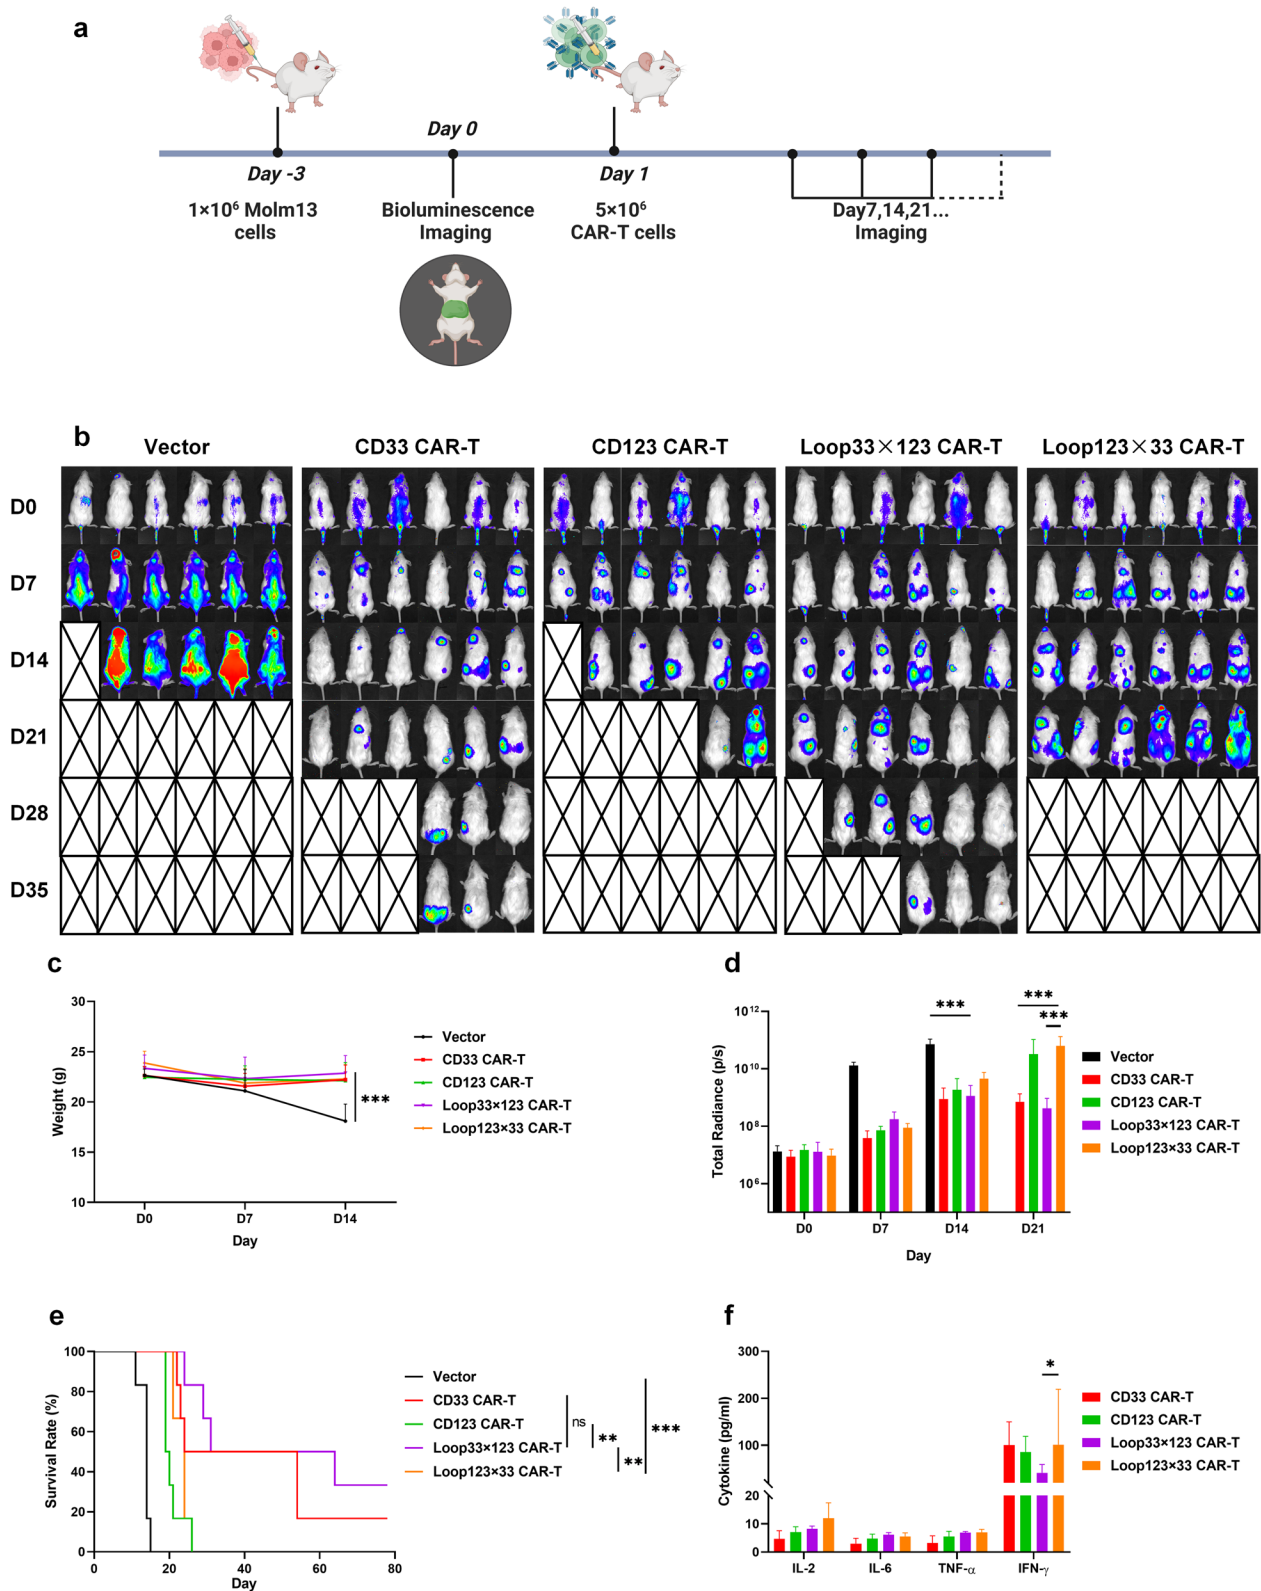 a
Day 0
Day -3
Day 1
1×10⁶ Molm13
cells
Bioluminescence
Imaging
5×10⁶
CAR-T cells
Day7,14,21...
Imaging
b
Vector
CD33 CAR-T
CD123 CAR-T
Loop33×123 CAR-T
Loop123×33 CAR-T
D0
D7
D14
D21
D28
D35
c
Weight (g)
30
25
20
15
10
D0
D7
D14
Day
***
Vector
CD33 CAR-T
CD123 CAR-T
Loop33×123 CAR-T
Loop123×33 CAR-T
d
Total Radiance (p/s)
10¹²
10¹⁰
10⁸
10⁶
***
***
***
D0
D7
D14
D21
Day
Vector
CD33 CAR-T
CD123 CAR-T
Loop33×123 CAR-T
Loop123×33 CAR-T
e
Survival Rate (%)
100
80
60
40
20
0
0
20
40
60
80
Day
Vector
CD33 CAR-T
CD123 CAR-T
Loop33×123 CAR-T
Loop123×33 CAR-T
ns
**
**
***
f
Cytokine (pg/ml)
300
200
100
20
10
0
*
IL-2
IL-6
TNF-α
IFN-γ
CD33 CAR-T
CD123 CAR-T
Loop33×123 CAR-T
Loop123×33 CAR-T